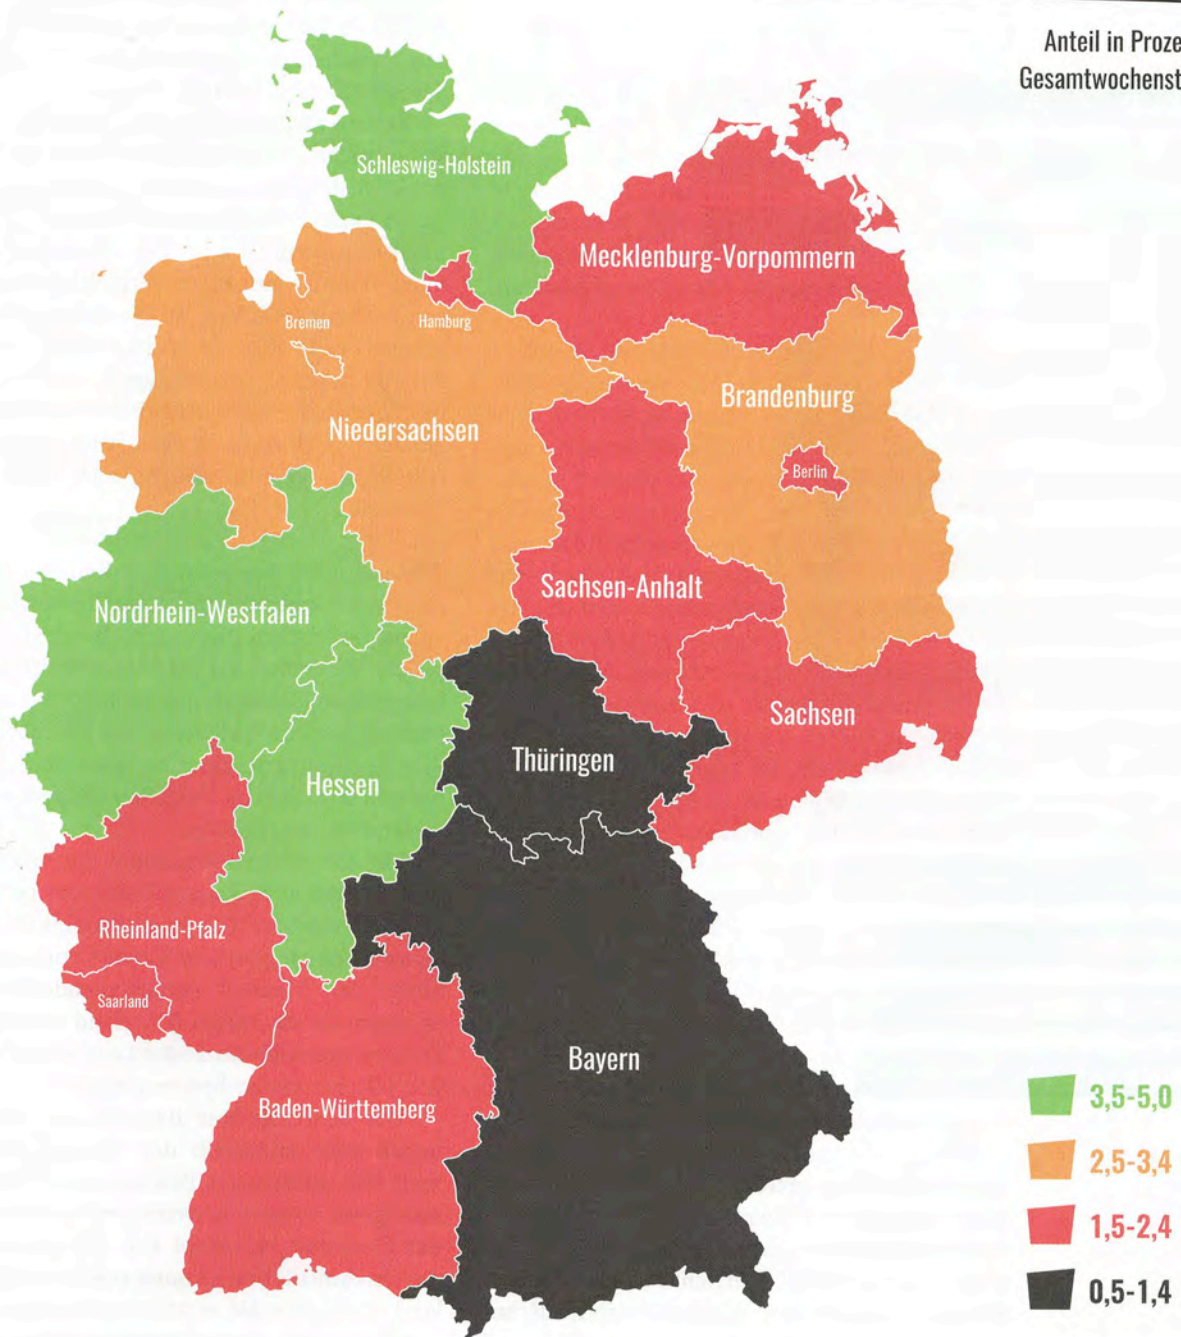 Anteil in Proze
Gesamtwochenst
Schleswig-Holstein
Mecklenburg-Vorpommern
Bremen
Hamburg
Brandenburg
Niedersachsen
Berlin
Sachsen-Anhalt
Nordrhein-Westfalen
Sachsen
Thüringen
Hessen
Rheinland-Pfalz
Saarland
Bayern
Baden-Württemberg
3,5-5,0
2,5-3,4
1,5-2,4
0,5-1,4